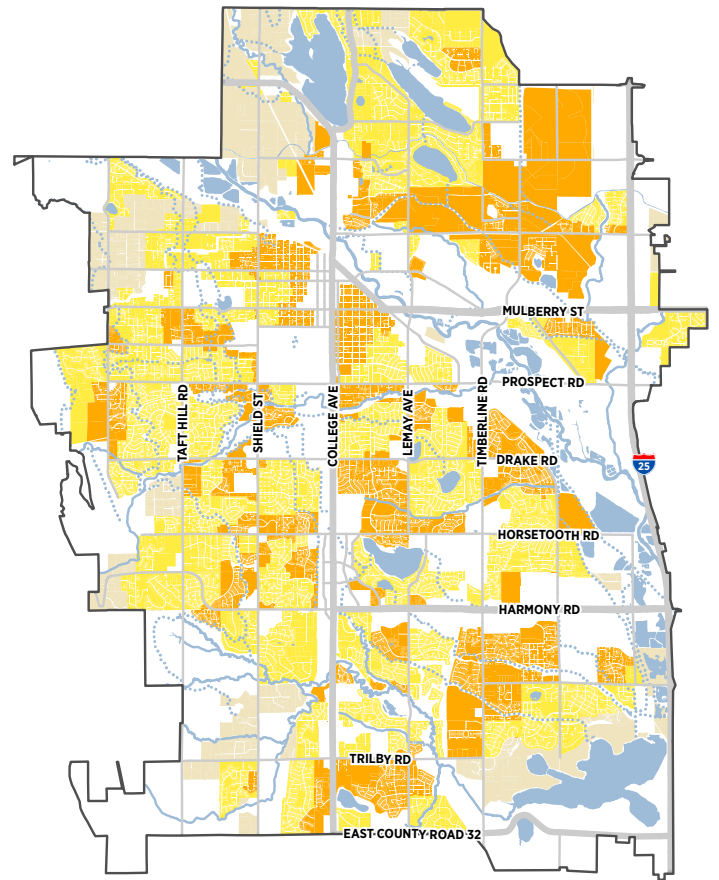 MULBERRY ST
PROSPECT RD
TAFT HILL RD
SHIELD ST
COLLEGE AVE
LEMAY AVE
TIMBERLINE RD
DRAKE RD
25
HORSETOOTH RD
HARMONY RD
TRILBY RD
EAST COUNTY ROAD 32